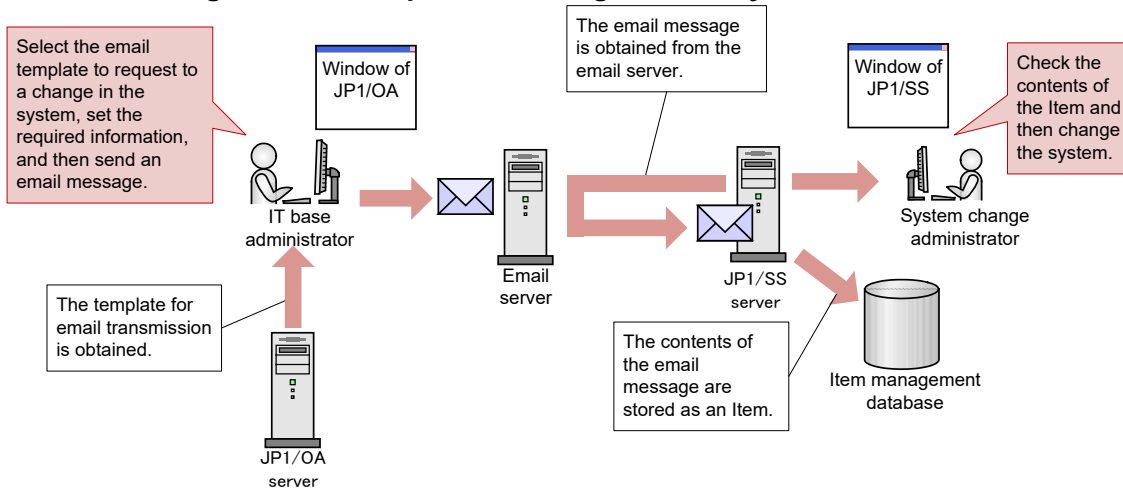 Select the email
template to request to
a change in the
system, set the
required information,
and then send an
email message.
Window of
JP1/OA
The email message
is obtained from the
email server.
Window of
JP1/SS
Check the
contents of
the Item and
then change
the system.
IT base
administrator
Email
server
JP1/SS
server
System change
administrator
The template for
email transmission
is obtained.
The contents of
the email
message are
stored as an Item.
Item management
database
JP1/OA
server